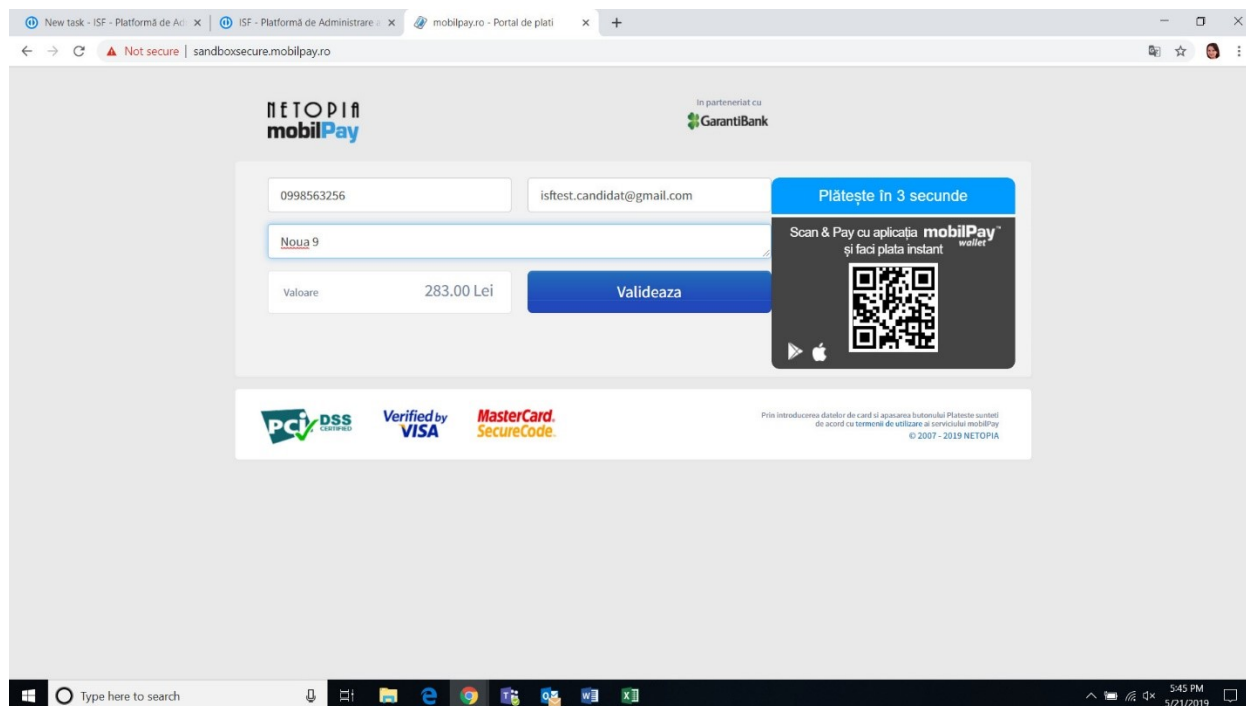 New task - ISF - Platformă de Ad
ISF - Platformă de Administrare a
mobilpay.ro - Portal de plati
Not secure | sandboxsecure.mobilpay.ro
NETOPIA
mobilPay
In parteneriat cu
GarantiBank
0998563256
isftest.candidat@gmail.com
Noua 9
Valoare 283.00 Lei
Valideaza
Plătește în 3 secunde
Scan & Pay cu aplicația mobilPay™
wallet
și faci plata instant
PCI DSS
CERTIFIED
Verified by
VISA
MasterCard.
SecureCode.
Prin introducerea datelor de card si apasarea butonului Plateste sunteti
de acord cu termenii de utilizare ai serviciului mobilPay
© 2007 - 2019 NETOPIA
Type here to search
5:45 PM
5/21/2019